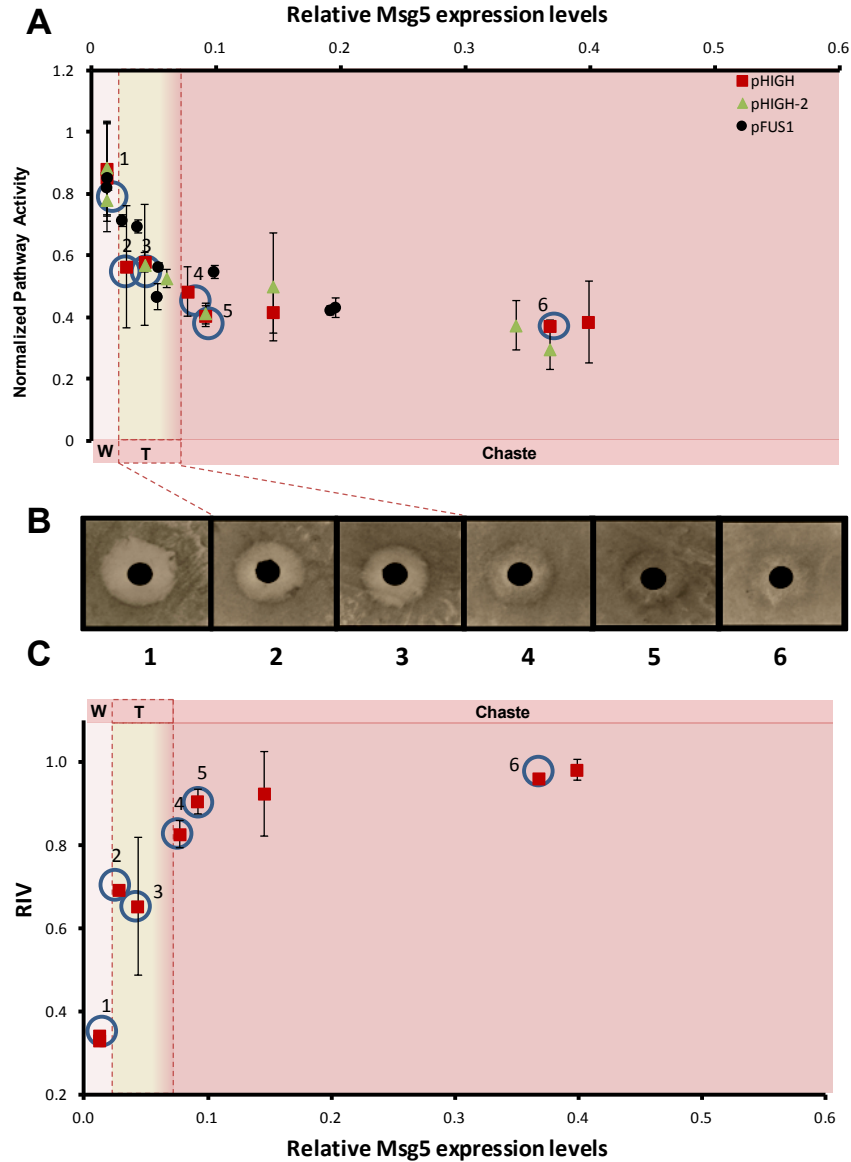 A
Relative Msg5 expression levels
0 0.1 0.2 0.3 0.4 0.5 0.6
Normalized Pathway Activity
1.2
1
0.8
0.6
0.4
0.2
0
pHIGH
pHIGH-2
pFUS1
1
2 3
4
5
6
W T Chaste
B
1 2 3 4 5 6
C
W T Chaste
RIV
1.0
0.8
0.6
0.4
0.2
5
4
6
2
3
1
0.0 0.1 0.2 0.3 0.4 0.5 0.6
Relative Msg5 expression levels